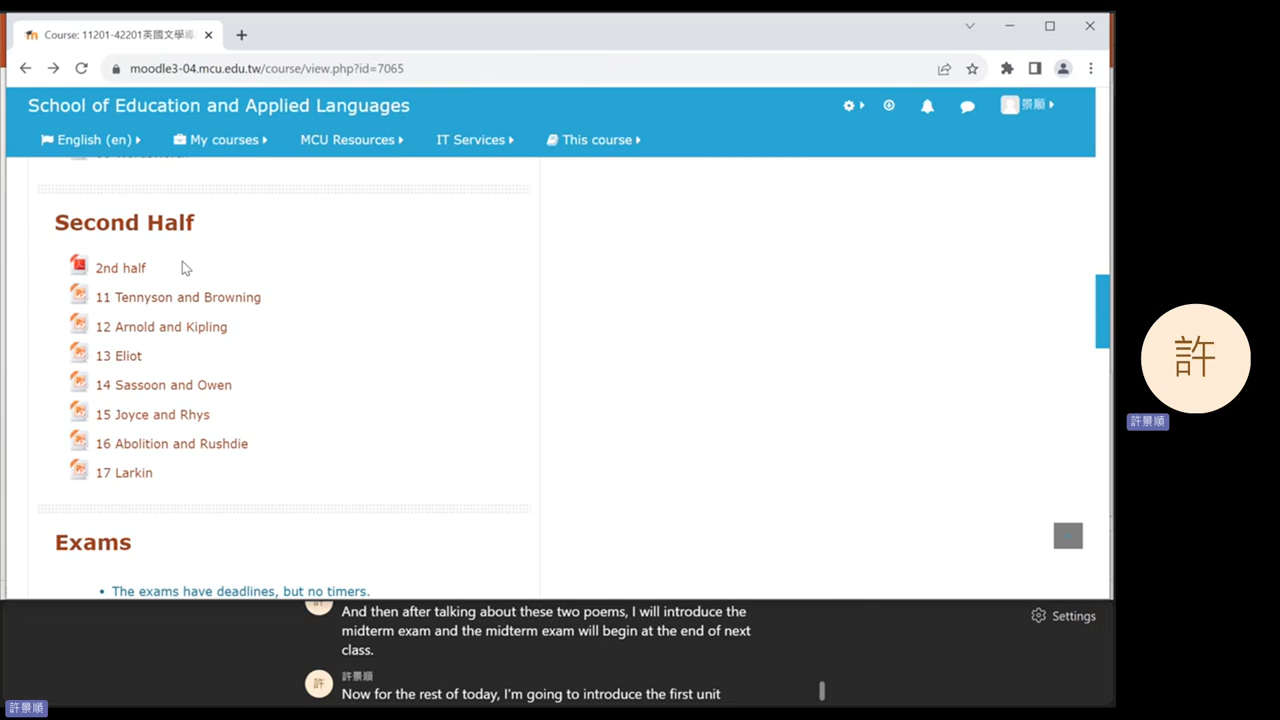 Course: 11201-42201英國文學
moodle3-04.mcu.edu.tw/course/view.php?id=7065
School of Education and Applied Languages
景順
English (en)
My courses
MCU Resources
IT Services
This course
Second Half
2nd half
11 Tennyson and Browning
12 Arnold and Kipling
13 Eliot
14 Sassoon and Owen
15 Joyce and Rhys
16 Abolition and Rushdie
17 Larkin
Exams
• The exams have deadlines, but no timers.
許
許景順
And then after talking about these two poems, I will introduce the
midterm exam and the midterm exam will begin at the end of next
class.
Settings
許
許景順
Now for the rest of today, I'm going to introduce the first unit
許景順